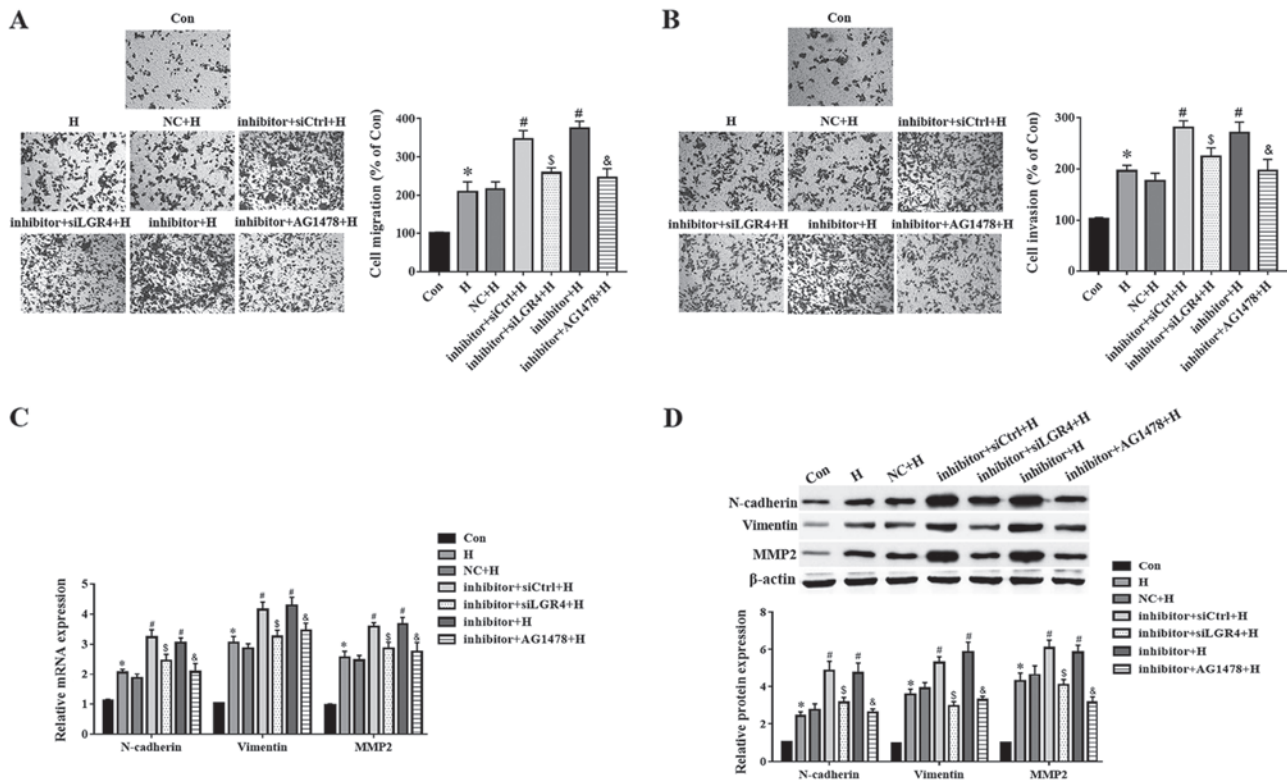 A
Con
H NC+H inhibitor+siCtrl+H
inhibitor+siLGR4+H inhibitor+H inhibitor+AG1478+H
Cell migration (% of Con)
400
300
200
100
0
*
#
$
#
&
Con
H
NC+H
inhibitor+siCtrl+H
inhibitor+siLGR4+H
inhibitor+H
inhibitor+AG1478+H
B
Con
H NC+H inhibitor+siCtrl+H
inhibitor+siLGR4+H inhibitor+H inhibitor+AG1478+H
Cell invasion (% of Con)
300
200
100
0
*
#
$
#
&
Con
H
NC+H
inhibitor+siCtrl+H
inhibitor+siLGR4+H
inhibitor+H
inhibitor+AG1478+H
C
Relative mRNA expression
5
4
3
2
1
0
* # $ # &
* # $ # &
* # $ # &
N-cadherin Vimentin MMP2
Con
H
NC+H
inhibitor+siCtrl+H
inhibitor+siLGR4+H
inhibitor+H
inhibitor+AG1478+H
D
Con
H
NC+H
inhibitor+siCtrl+H
inhibitor+siLGR4+H
inhibitor+H
inhibitor+AG1478+H
N-cadherin
Vimentin
MMP2
β-actin
Relative protein expression
8
6
4
2
0
* # $ # &
* # $ # &
* # $ # &
N-cadherin Vimentin MMP2
Con
H
NC+H
inhibitor+siCtrl+H
inhibitor+siLGR4+H
inhibitor+H
inhibitor+AG1478+H